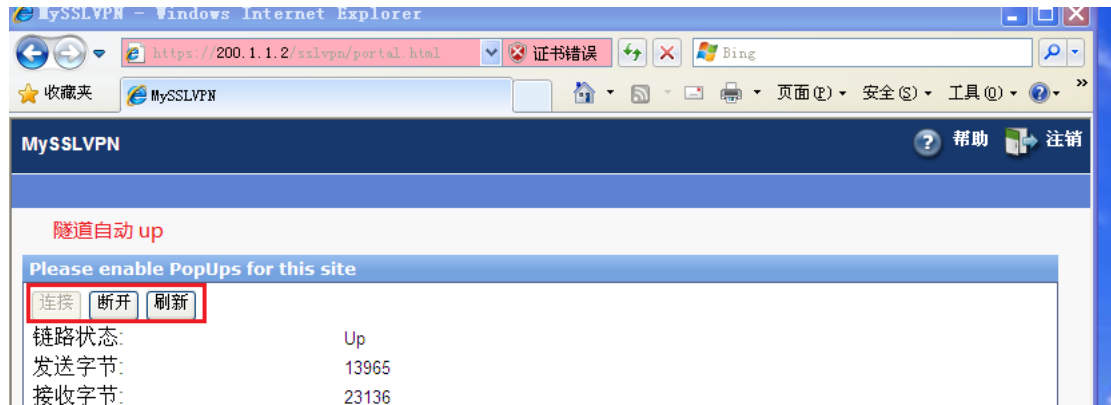 MySSLVPN - Windows Internet Explorer
https://200.1.1.2/sslvpn/portal.html 证书错误 Bing
收藏夹 MySSLVPN 页面(P) 安全(S) 工具(O) »
MySSLVPN 帮助 注销
隧道自动 up
Please enable PopUps for this site
连接 断开 刷新
链路状态: Up
发送字节: 13965
接收字节: 23136